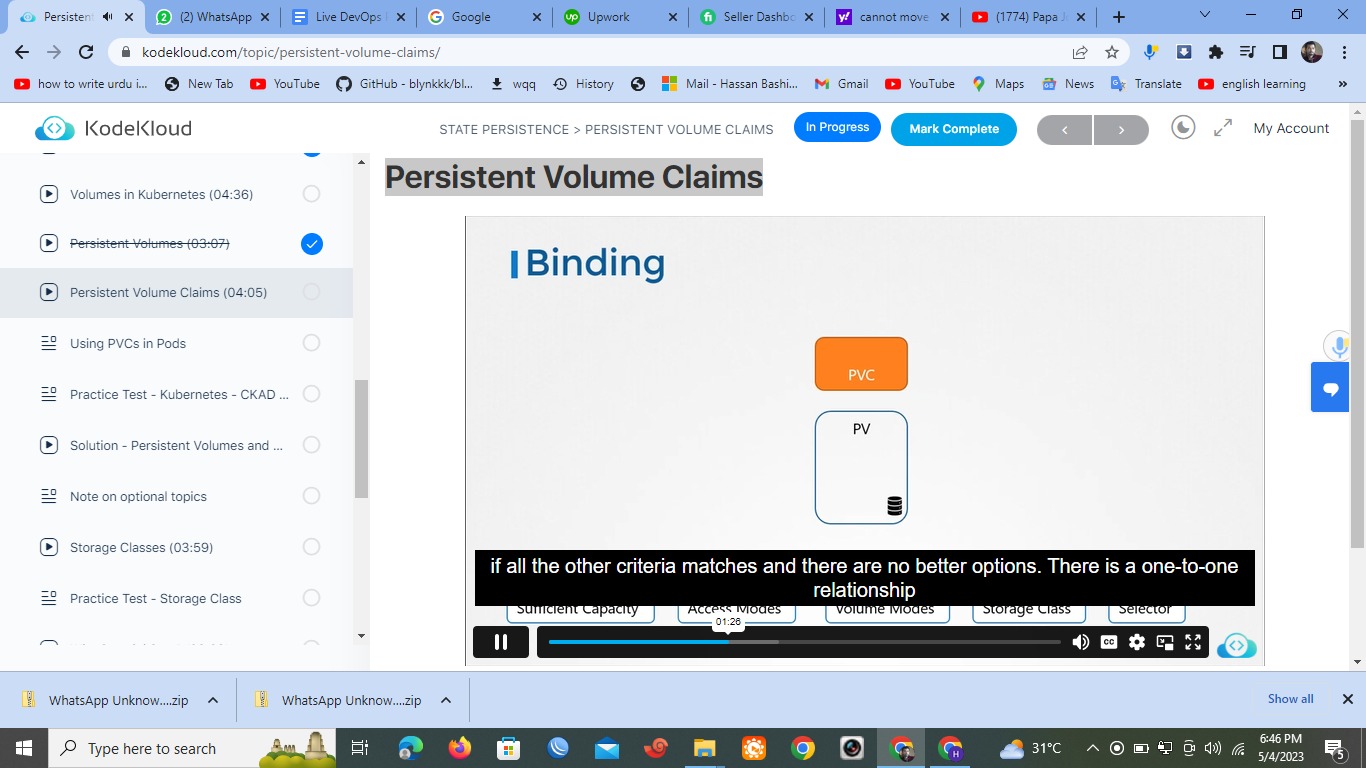 Persistent
(2) WhatsApp
Live DevOps
Google
Upwork
Seller Dashbo
cannot move
(1774) Papa J
kodekloud.com/topic/persistent-volume-claims/
how to write urdu i...
New Tab
YouTube
GitHub - blynkkk/bl...
wqq
History
Mail - Hassan Bashi...
Gmail
YouTube
Maps
News
Translate
english learning
KodeKloud
STATE PERSISTENCE > PERSISTENT VOLUME CLAIMS
In Progress
Mark Complete
My Account
Volumes in Kubernetes (04:36)
Persistent Volumes (03:07)
Persistent Volume Claims (04:05)
Using PVCs in Pods
Practice Test - Kubernetes - CKAD ...
Solution - Persistent Volumes and ...
Note on optional topics
Storage Classes (03:59)
Practice Test - Storage Class
Persistent Volume Claims
Binding
PVC
PV
if all the other criteria matches and there are no better options. There is a one-to-one
relationship
Sufficient Capacity
Access Modes
Volume Modes
Storage Class
Selector
01:26
CC
WhatsApp Unknow....zip
WhatsApp Unknow....zip
Show all
Type here to search
31°C
6:46 PM
5/4/2023
5